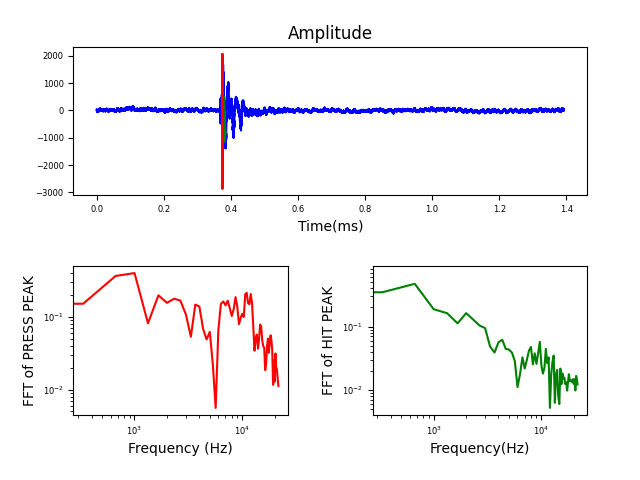 Amplitude
2000
1000
0
−1000
−2000
−3000
0.0 0.2 0.4 0.6 0.8 1.0 1.2 1.4
Time(ms)
FFT of PRESS PEAK
10⁻¹
10⁻²
10³ 10⁴
Frequency (Hz)
FFT of HIT PEAK
10⁻¹
10⁻²
10³ 10⁴
Frequency(Hz)